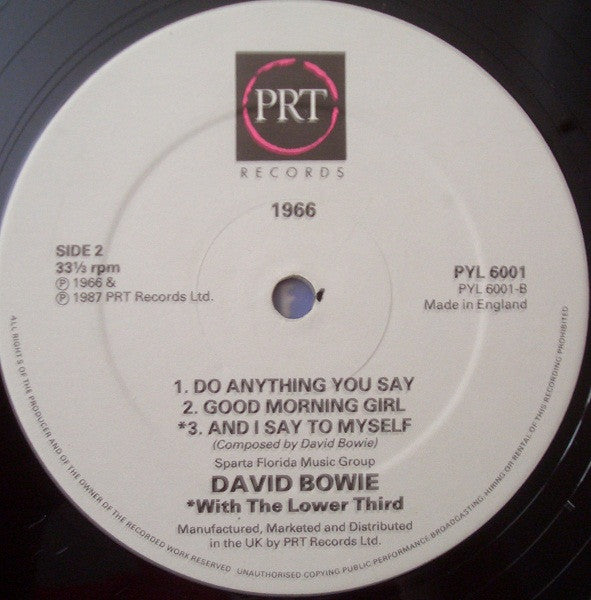 PRT
RECORDS
1966
SIDE 2
33⅓ rpm
Ⓟ 1966 &
Ⓟ 1987 PRT Records Ltd.
PYL 6001
PYL 6001-B
Made in England
1. DO ANYTHING YOU SAY
2. GOOD MORNING GIRL
*3. AND I SAY TO MYSELF
(Composed by David Bowie)
Sparta Florida Music Group
DAVID BOWIE
*With The Lower Third
Manufactured, Marketed and Distributed
in the UK by PRT Records Ltd.
ALL RIGHTS OF THE PRODUCER AND OF THE OWNER OF THE RECORDED WORK RESERVED UNAUTHORISED COPYING PUBLIC PERFORMANCE BROADCASTING HIRING OR RENTAL OF THIS RECORDING PROHIBITED